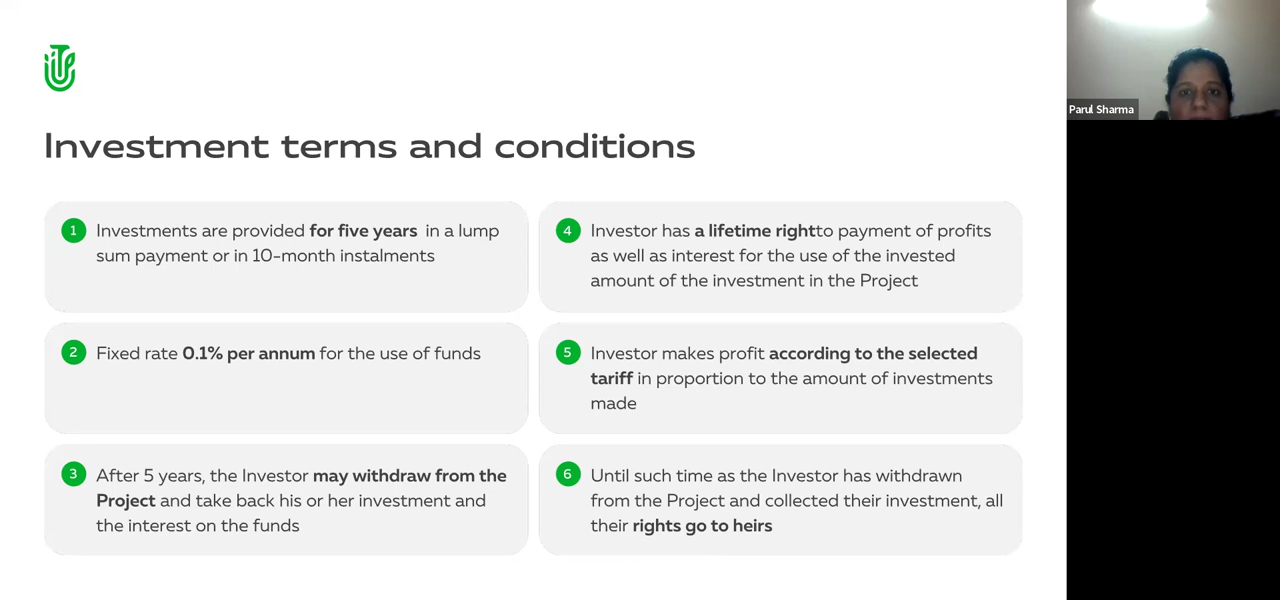 Investment terms and conditions
1
Investments are provided for five years in a lump
sum payment or in 10-month instalments
2
Fixed rate 0.1% per annum for the use of funds
3
After 5 years, the Investor may withdraw from the
Project and take back his or her investment and
the interest on the funds
4
Investor has a lifetime rightto payment of profits
as well as interest for the use of the invested
amount of the investment in the Project
5
Investor makes profit according to the selected
tariff in proportion to the amount of investments
made
6
Until such time as the Investor has withdrawn
from the Project and collected their investment, all
their rights go to heirs
Parul Sharma